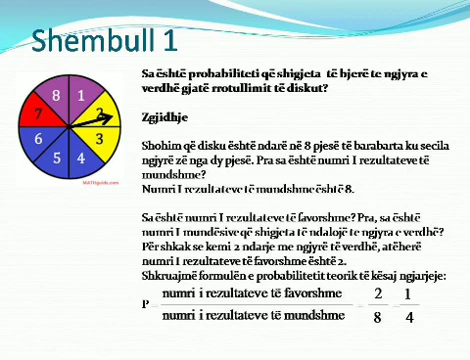 Shembull 1
Sa është probabiliteti që shigjeta të bjerë te ngjyra e
verdhë gjatë rrotullimit të diskut?
Zgjidhje
Shohim që disku është ndarë në 8 pjesë të barabarta ku secila
ngjyrë zë nga dy pjesë. Pra sa është numri I rezultateve të
mundshme?
Numri I rezultateve të mundshme është 8.
Sa është numri I rezultateve të favorshme? Pra, sa është
numri I mundësive që shigjeta të ndalojë te ngjyra e verdhë?
Për shkak se kemi 2 ndarje me ngjyrë të verdhë, atëherë
numri I rezultateve të favorshme është 2.
Shkruajmë formulën e probabilitetit teorik të kësaj ngjarjeje:
P = numri i rezultateve të favorshme / numri i rezultateve të mundshme = 2/8 = 1/4
8 1
7 2
6 3
5 4
MATHguide.com